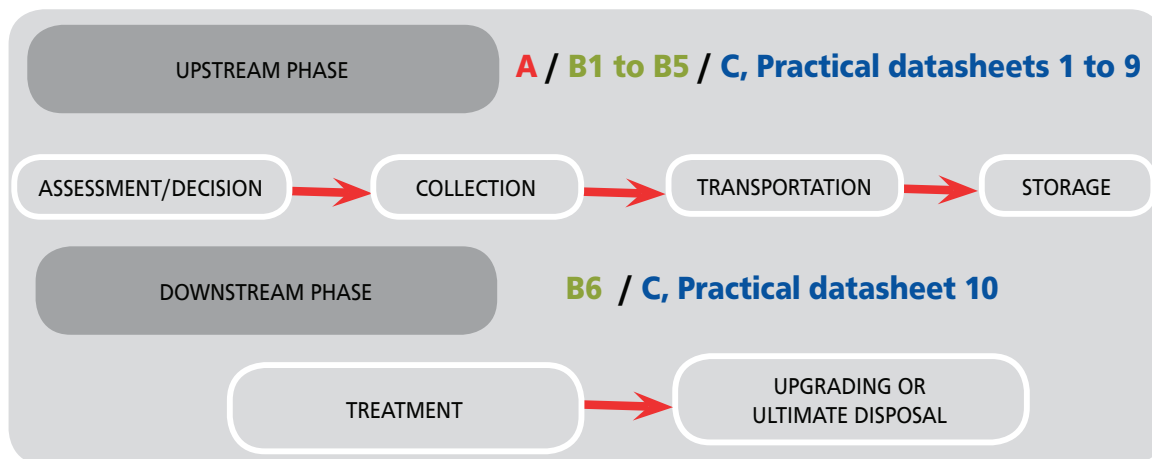 UPSTREAM PHASE
A / B1 to B5 / C, Practical datasheets 1 to 9
ASSESSMENT/DECISION
COLLECTION
TRANSPORTATION
STORAGE
DOWNSTREAM PHASE
B6 / C, Practical datasheet 10
TREATMENT
UPGRADING OR
ULTIMATE DISPOSAL